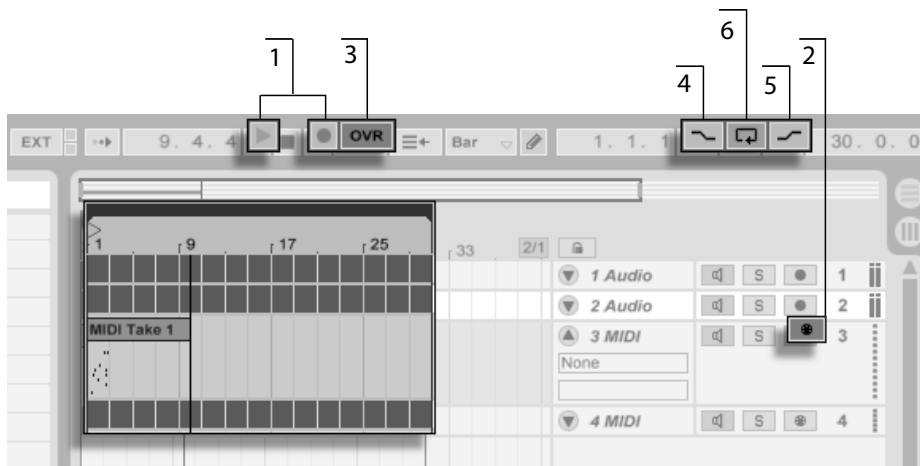 6
1 3 2
4 5
EXT 9. 4. 4 OVR Bar 1. 1. 1 30. 0. 0
1 9 17 25 33 2/1
1 Audio S 1
2 Audio S 2
MIDI Take 1 3 MIDI S 3
None
4 MIDI S 4